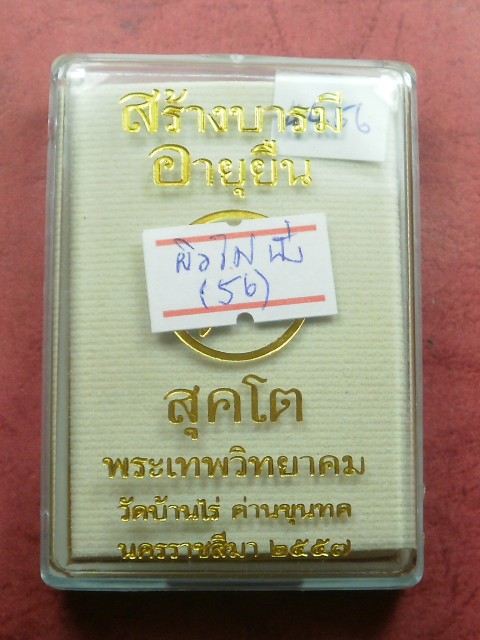 สร้างบารมี
อายุยืน
ผิวไฟ
(56)
สุคโต
พระเทพวิทยาคม
วัดบ้านไร่ ด่านขุนทด
นครราชสีมา ๒๕๕๗